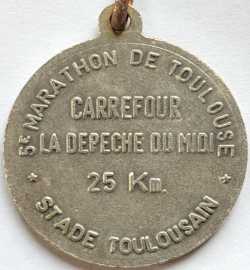 5E MARATHON DE TOULOUSE
CARREFOUR
LA DEPECHE DU MIDI
25 Km.
STADE TOULOUSAIN